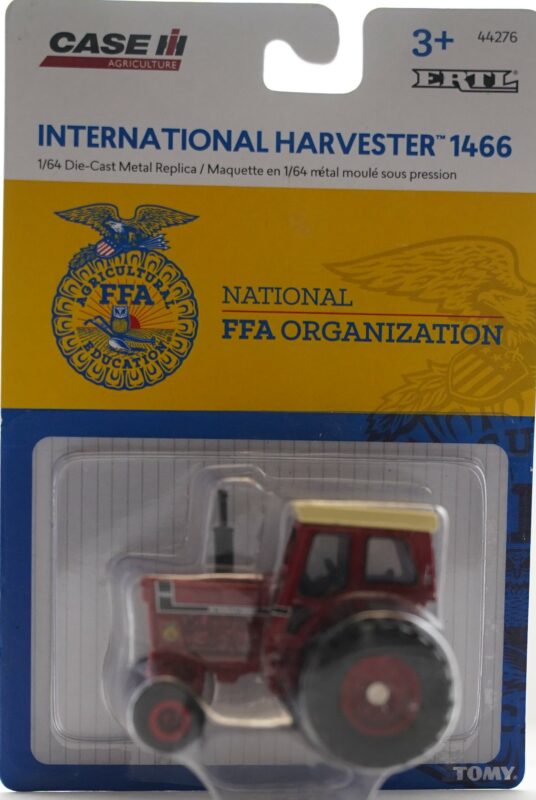 CASE IH
AGRICULTURE
3+ 44276
ERTL
INTERNATIONAL HARVESTER™ 1466
1/64 Die-Cast Metal Replica / Maquette en 1/64 métal moulé sous pression
AGRICULTURAL
FFA
EDUCATION
NATIONAL
FFA ORGANIZATION
TOMY